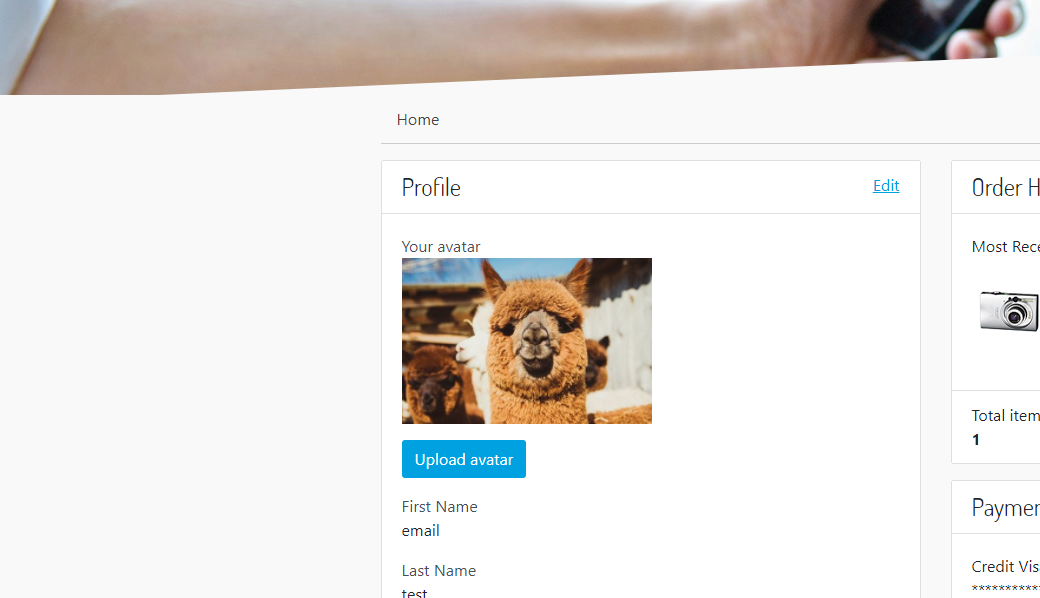 Home
Profile
Edit
Your avatar
Upload avatar
First Name
email
Last Name
test
Order H
Most Rece
Total item
1
Paymen
Credit Vis
**********